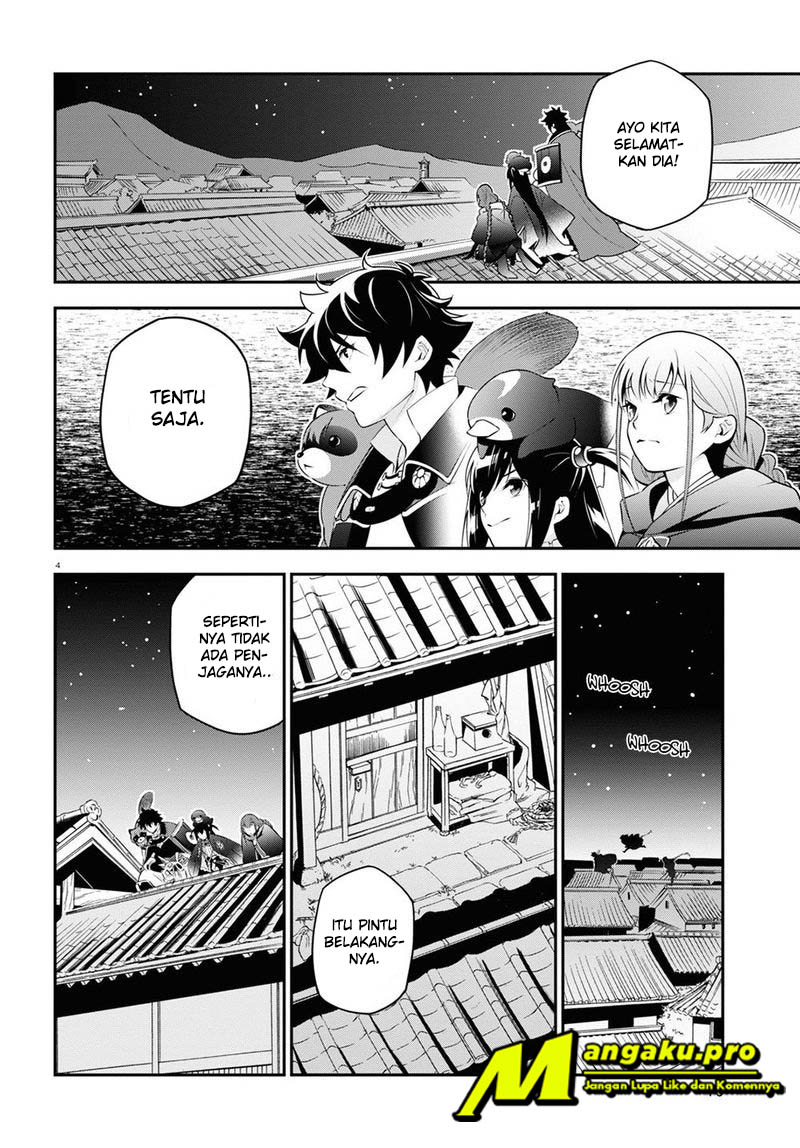 AYO KITA
SELAMAT-
KAN DIA!
TENTU
SAJA.
4
WHOOSH
WHOOSH
ITU PINTU
BELAKANG-
NYA.
SEPERTI-
NYA TIDAK
ADA PEN-
JAGANYA..
Mangaku.pro
Jangan Lupa Like dan Komennya